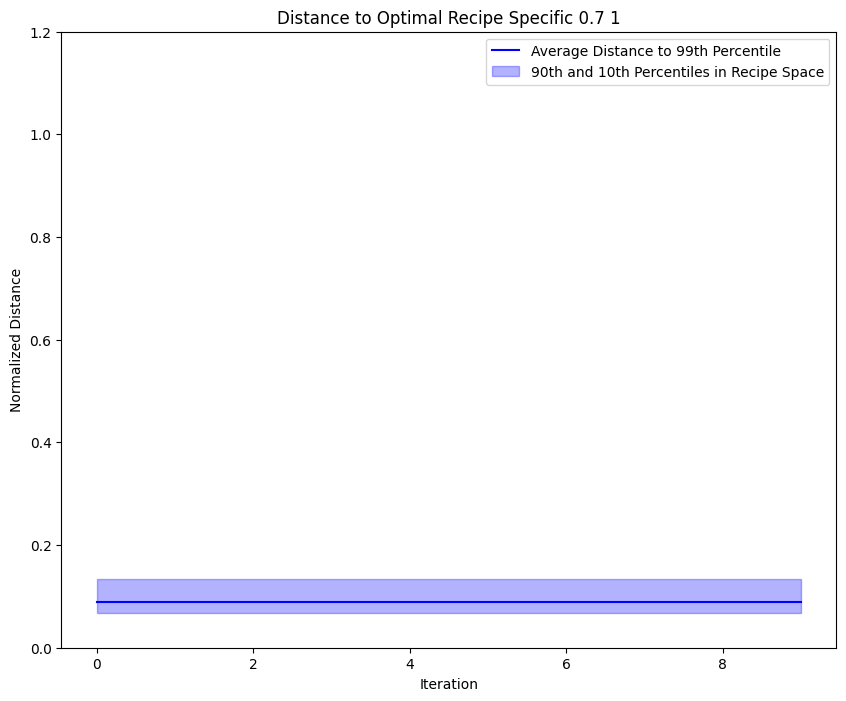 Distance to Optimal Recipe Specific 0.7 1
Average Distance to 99th Percentile
90th and 10th Percentiles in Recipe Space
Normalized Distance
1.2
1.0
0.8
0.6
0.4
0.2
0.0
0 2 4 6 8
Iteration